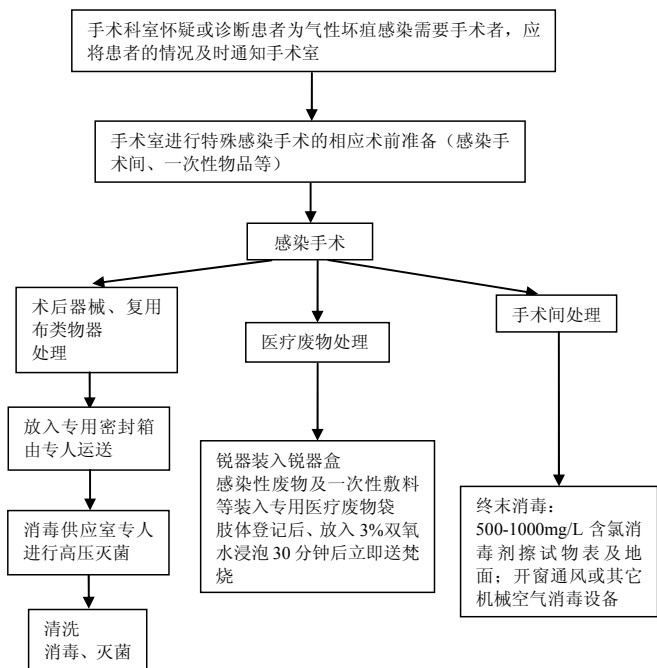 手术科室怀疑或诊断患者为气性坏疽感染需要手术者，应
将患者的情况及时通知手术室
手术室进行特殊感染手术的相应术前准备（感染手
术间、一次性物品等）
感染手术
术后器械、复用
布类物器
处理
医疗废物处理
手术间处理
放入专用密封箱
由专人运送
锐器装入锐器盒
感染性废物及一次性敷料
等装入专用医疗废物袋
肢体登记后、放入 3%双氧
水浸泡 30 分钟后立即送焚
烧
终末消毒：
500-1000mg/L 含氯消
毒剂擦试物表及地
面；开窗通风或其它
机械空气消毒设备
消毒供应室专人
进行高压灭菌
清洗
消毒、灭菌